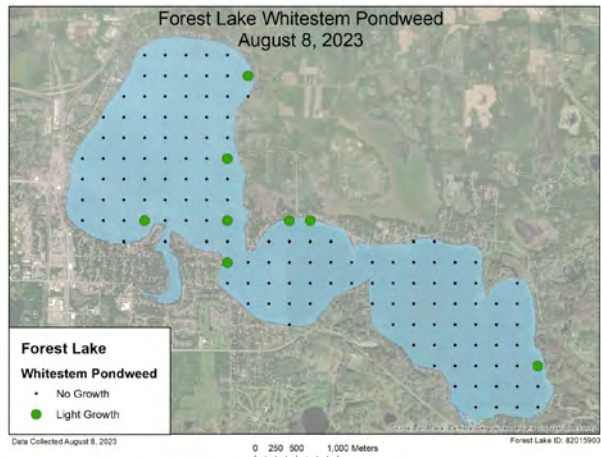 Forest Lake Whitestem Pondweed
August 8, 2023
Forest Lake
Whitestem Pondweed
No Growth
Light Growth
Data Collected August 8, 2023
0 250 500 1,000 Meters
Forest Lake ID: 82015900